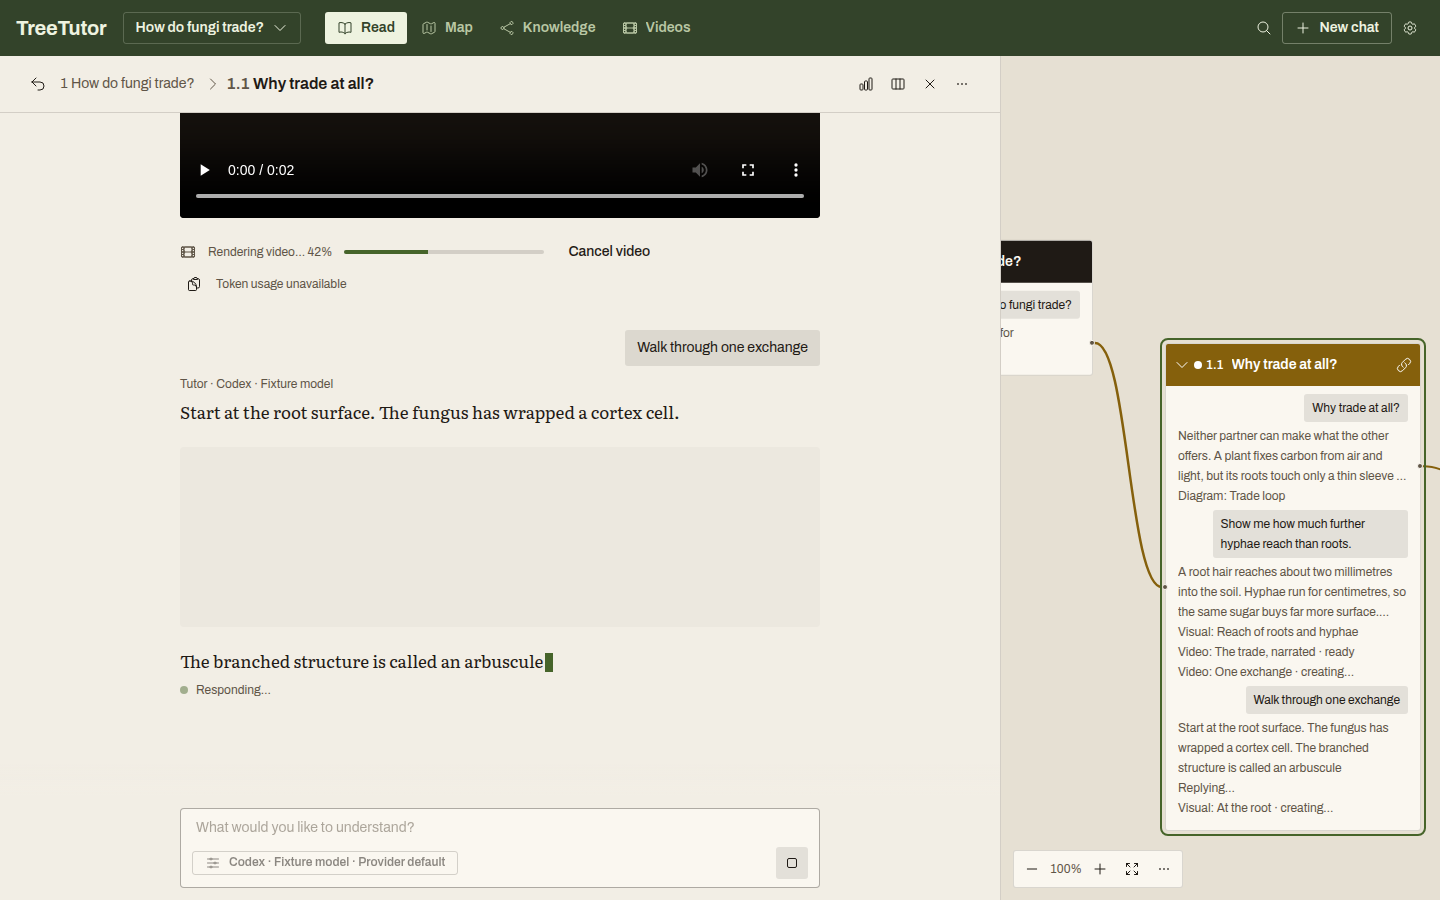 TreeTutor
How do fungi trade?
Read
Map
Knowledge
Videos
New chat
1 How do fungi trade?
1.1 Why trade at all?
0:00 / 0:02
Rendering video... 42%
Cancel video
Token usage unavailable
Walk through one exchange
Tutor · Codex · Fixture model
Start at the root surface. The fungus has wrapped a cortex cell.
The branched structure is called an arbuscule
Responding...
What would you like to understand?
Codex · Fixture model · Provider default
de?
o fungi trade?
for
1.1 Why trade at all?
Why trade at all?
Neither partner can make what the other
offers. A plant fixes carbon from air and
light, but its roots touch only a thin sleeve ...
Diagram: Trade loop
Show me how much further
hyphae reach than roots.
A root hair reaches about two millimetres
into the soil. Hyphae run for centimetres, so
the same sugar buys far more surface....
Visual: Reach of roots and hyphae
Video: The trade, narrated · ready
Video: One exchange · creating...
Walk through one exchange
Start at the root surface. The fungus has
wrapped a cortex cell. The branched
structure is called an arbuscule
Replying...
Visual: At the root · creating...
100%